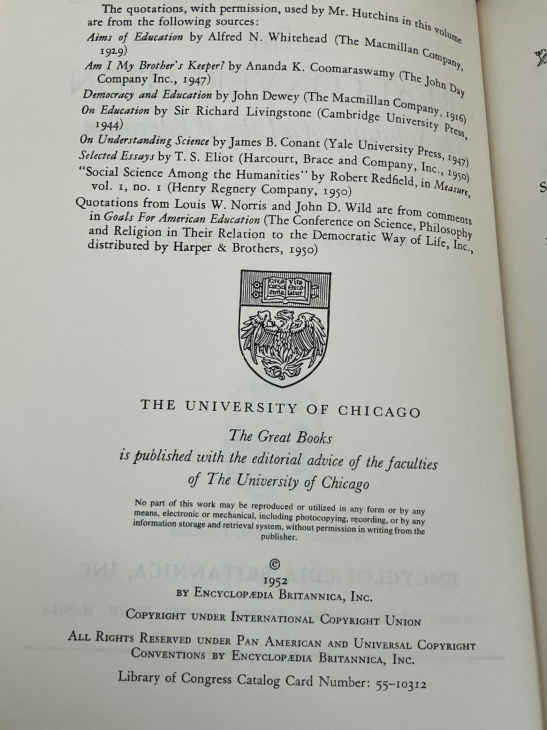 The quotations, with permission, used by Mr. Hutchins in this volume
are from the following sources:
Aims of Education by Alfred N. Whitehead (The Macmillan Company,
1929)
Am I My Brother's Keeper? by Ananda K. Coomaraswamy (The John Day
Company Inc., 1947)
Democracy and Education by John Dewey (The Macmillan Company, 1916)
On Education by Sir Richard Livingstone (Cambridge University Press,
1944)
On Understanding Science by James B. Conant (Yale University Press, 1947)
Selected Essays by T. S. Eliot (Harcourt, Brace and Company, Inc., 1950)
"Social Science Among the Humanities" by Robert Redfield, in Measure,
vol. 1, no. 1 (Henry Regnery Company, 1950)
Quotations from Louis W. Norris and John D. Wild are from comments
in Goals For American Education (The Conference on Science, Philosophy
and Religion in Their Relation to the Democratic Way of Life, Inc.,
distributed by Harper & Brothers, 1950)
THE UNIVERSITY OF CHICAGO
The Great Books
is published with the editorial advice of the faculties
of The University of Chicago
No part of this work may be reproduced or utilized in any form or by any
means, electronic or mechanical, including photocopying, recording, or by any
information storage and retrieval system, without permission in writing from the
publisher.
©
1952
BY ENCYCLOPÆDIA BRITANNICA, INC.
COPYRIGHT UNDER INTERNATIONAL COPYRIGHT UNION
ALL RIGHTS RESERVED UNDER PAN AMERICAN AND UNIVERSAL COPYRIGHT
CONVENTIONS BY ENCYCLOPÆDIA BRITANNICA, INC.
Library of Congress Catalog Card Number: 55-10312